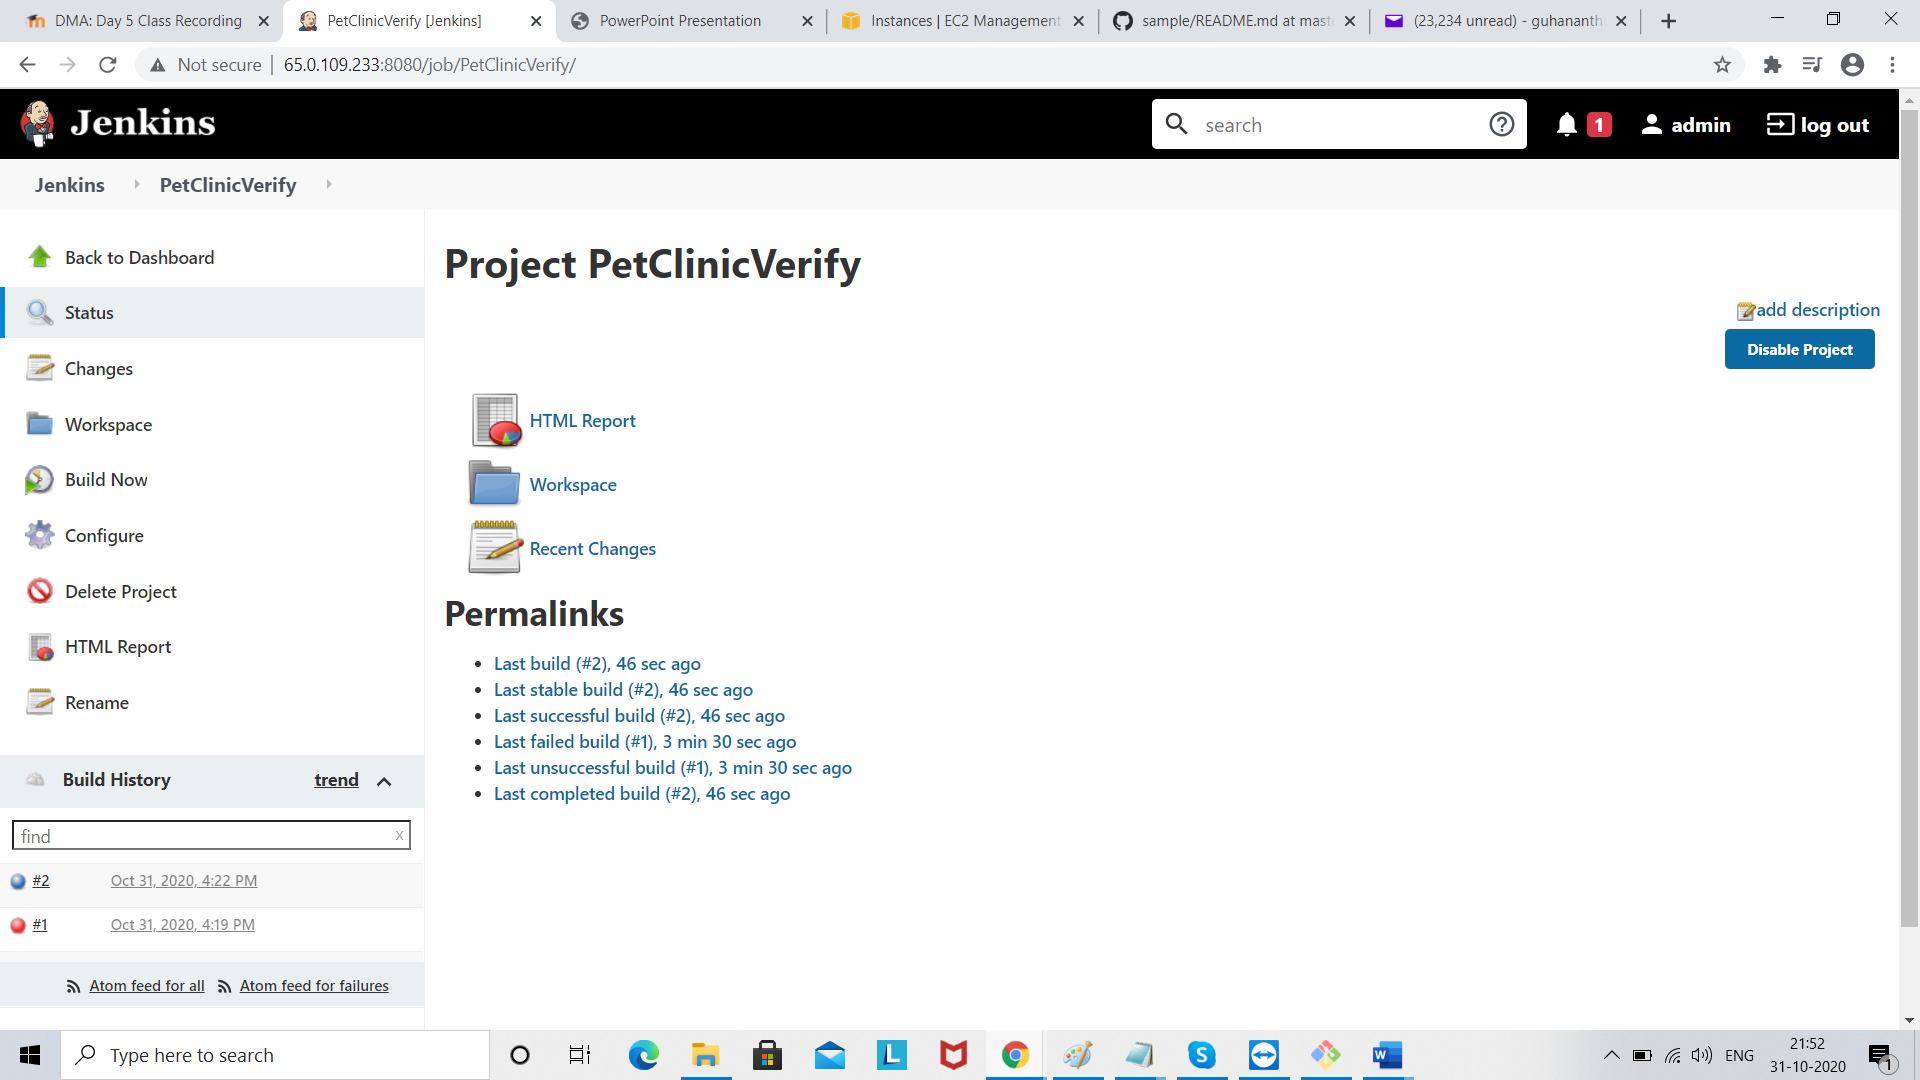 DMA: Day 5 Class Recording
PetClinicVerify [Jenkins]
PowerPoint Presentation
Instances | EC2 Management
sample/README.md at mast
(23,234 unread) - guhananth
Not secure
65.0.109.233:8080/job/PetClinicVerify/
Jenkins
search
1
admin
log out
Jenkins
PetClinicVerify
Back to Dashboard
Status
Changes
Workspace
Build Now
Configure
Delete Project
HTML Report
Rename
Build History
trend
find
x
#2
Oct 31, 2020, 4:22 PM
#1
Oct 31, 2020, 4:19 PM
Atom feed for all
Atom feed for failures
Project PetClinicVerify
add description
Disable Project
HTML Report
Workspace
Recent Changes
Permalinks
Last build (#2), 46 sec ago
Last stable build (#2), 46 sec ago
Last successful build (#2), 46 sec ago
Last failed build (#1), 3 min 30 sec ago
Last unsuccessful build (#1), 3 min 30 sec ago
Last completed build (#2), 46 sec ago
Type here to search
ENG
21:52
31-10-2020
1